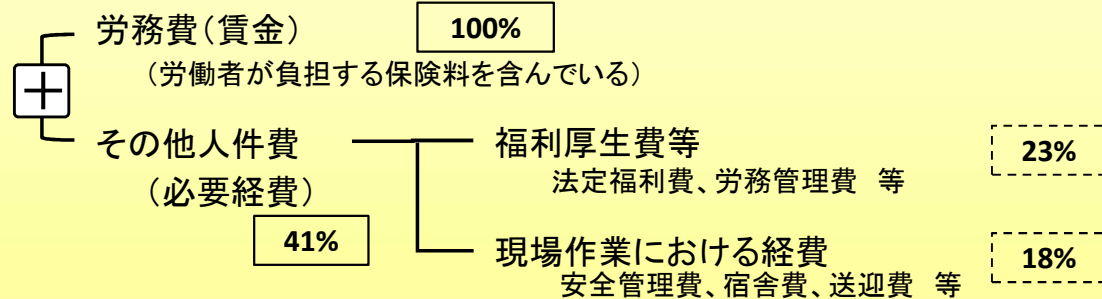 労務費(賃金) 100%
(労働者が負担する保険料を含んでいる)
その他人件費 福利厚生費等 23%
(必要経費) 法定福利費、労務管理費 等
41%
現場作業における経費 18%
安全管理費、宿舎費、送迎費 等